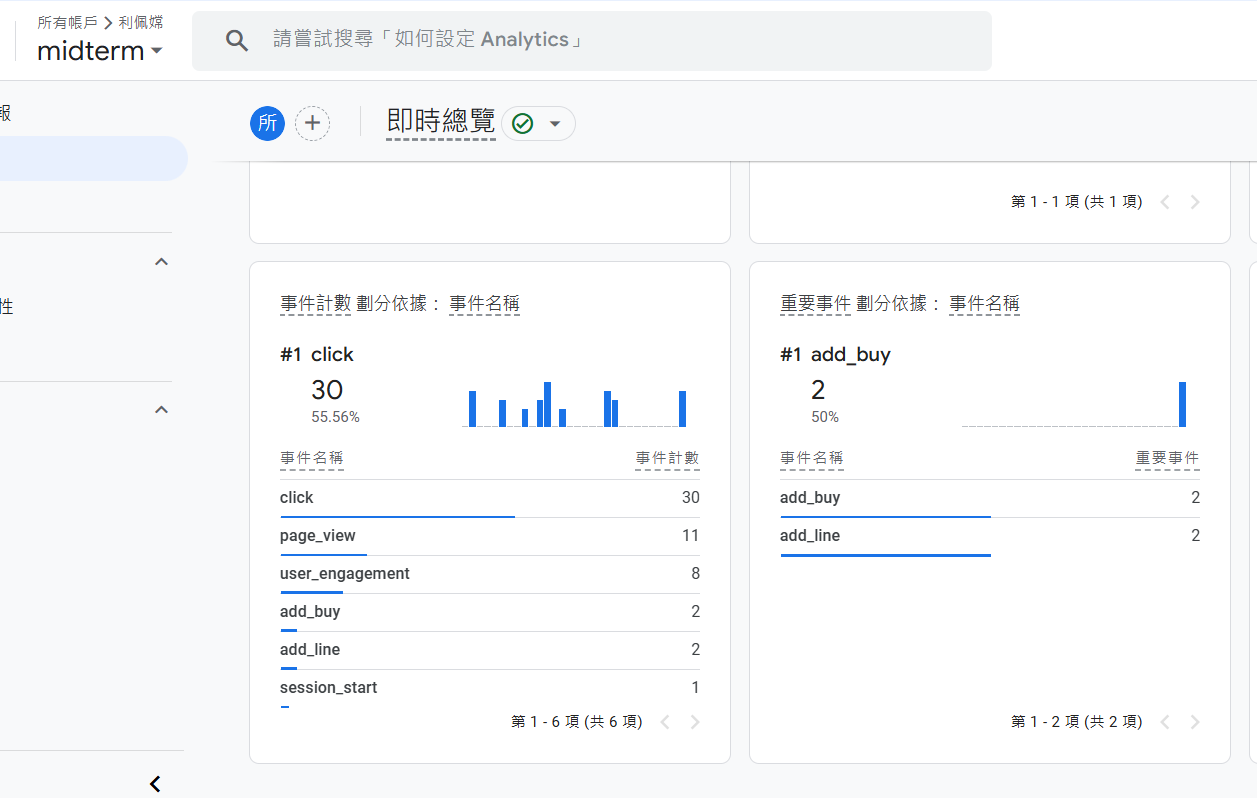 所有帳戶 > 利佩嫦
midterm
請嘗試搜尋「如何設定 Analytics」
報
所
即時總覽
第 1 - 1 項 (共 1 項)
性
事件計數 劃分依據： 事件名稱
#1 click
30
55.56%
事件名稱 事件計數
click 30
page_view 11
user_engagement 8
add_buy 2
add_line 2
session_start 1
第 1 - 6 項 (共 6 項)
重要事件 劃分依據： 事件名稱
#1 add_buy
2
50%
事件名稱 重要事件
add_buy 2
add_line 2
第 1 - 2 項 (共 2 項)